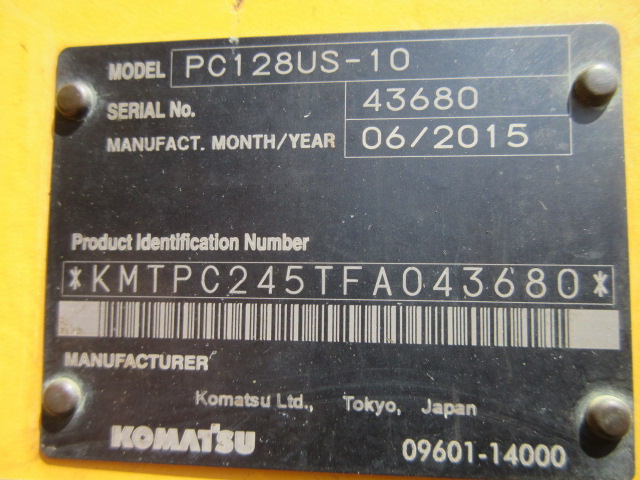 MODEL PC128US-10
SERIAL No. 43680
MANUFACT. MONTH/YEAR 06/2015
Product Identification Number
*KMTPC245TFA043680*
MANUFACTURER
Komatsu Ltd., Tokyo, Japan
KOMATSU 09601-14000